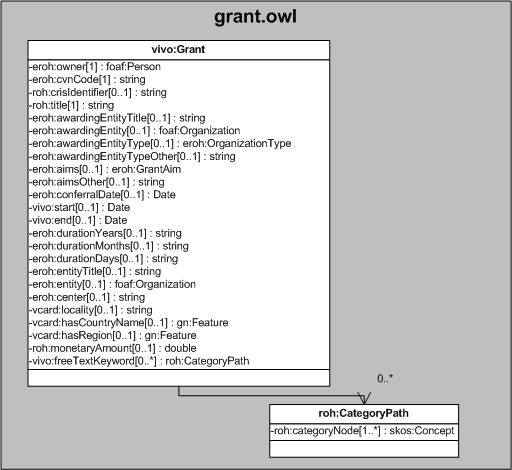 grant.owl
vivo:Grant
-eroh:owner[1] : foaf:Person
-eroh:cvnCode[1] : string
-roh:crisIdentifier[0..1] : string
-roh:title[1] : string
-eroh:awardingEntityTitle[0..1] : string
-eroh:awardingEntity[0..1] : foaf:Organization
-eroh:awardingEntityType[0..1] : eroh:OrganizationType
-eroh:awardingEntityTypeOther[0..1] : string
-eroh:aims[0..1] : eroh:GrantAim
-eroh:aimsOther[0..1] : string
-eroh:conferralDate[0..1] : Date
-vivo:start[0..1] : Date
-vivo:end[0..1] : Date
-eroh:durationYears[0..1] : string
-eroh:durationMonths[0..1] : string
-eroh:durationDays[0..1] : string
-eroh:entityTitle[0..1] : string
-eroh:entity[0..1] : foaf:Organization
-eroh:center[0..1] : string
-vcard:locality[0..1] : string
-vcard:hasCountryName[0..1] : gn:Feature
-vcard:hasRegion[0..1] : gn:Feature
-roh:monetaryAmount[0..1] : double
-vivo:freeTextKeyword[0..*] : roh:CategoryPath
0..*
roh:CategoryPath
-roh:categoryNode[1..*] : skos:Concept